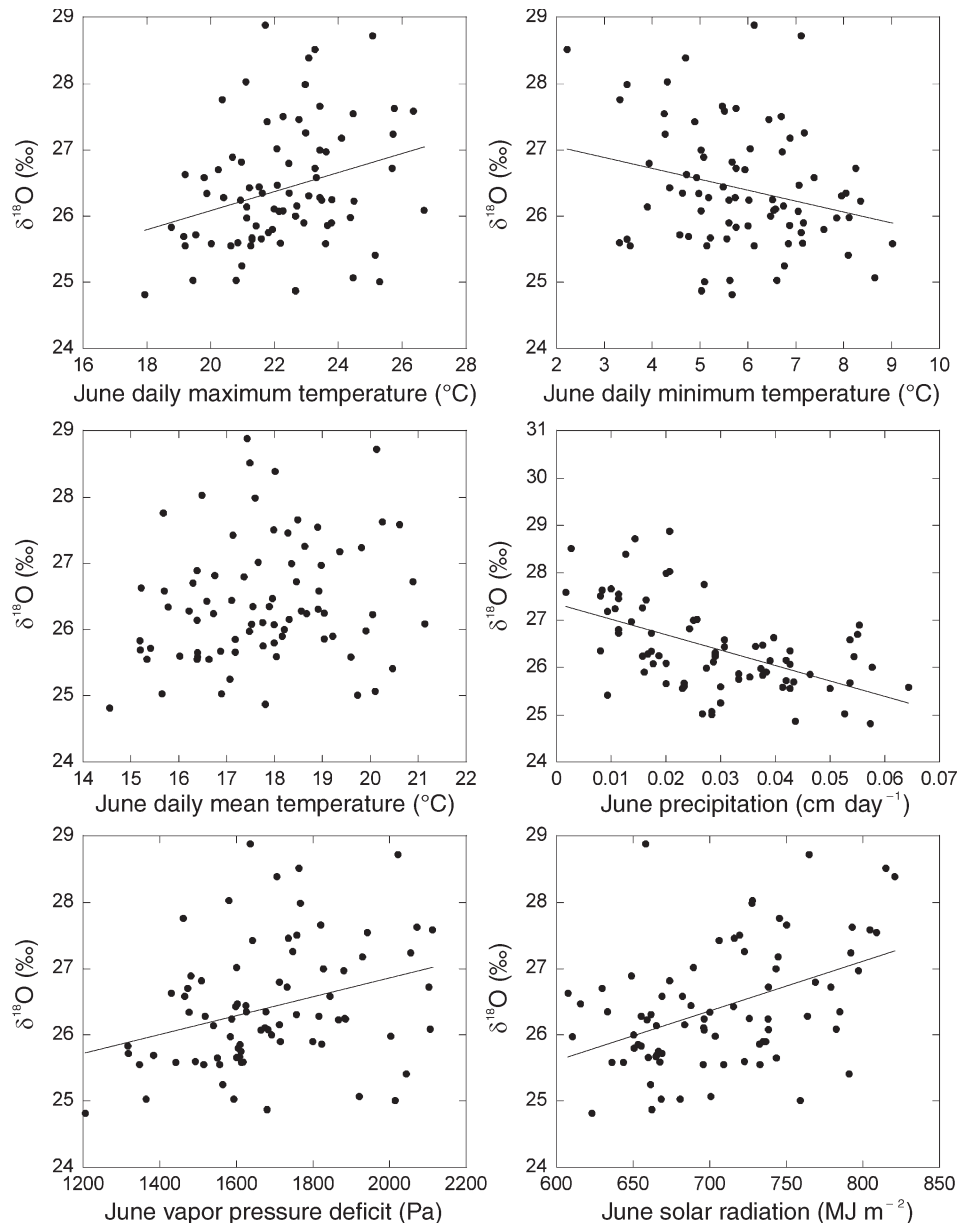 29
28
27
26
25
24
δ18O (‰)
16 18 20 22 24 26 28
June daily maximum temperature (°C)
29
28
27
26
25
24
δ18O (‰)
2 3 4 5 6 7 8 9 10
June daily minimum temperature (°C)
29
28
27
26
25
24
δ18O (‰)
14 15 16 17 18 19 20 21 22
June daily mean temperature (°C)
31
30
29
28
27
26
25
24
δ18O (‰)
0 0.01 0.02 0.03 0.04 0.05 0.06 0.07
June precipitation (cm day−1)
29
28
27
26
25
24
δ18O (‰)
1200 1400 1600 1800 2000 2200
June vapor pressure deficit (Pa)
29
28
27
26
25
24
δ18O (‰)
600 650 700 750 800 850
June solar radiation (MJ m−2)